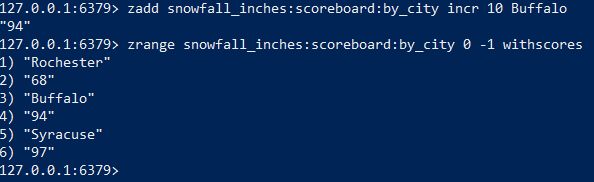 127.0.0.1:6379> zadd snowfall_inches:scoreboard:by_city incr 10 Buffalo
"94"
127.0.0.1:6379> zrange snowfall_inches:scoreboard:by_city 0 -1 withscores
1) "Rochester"
2) "68"
3) "Buffalo"
4) "94"
5) "Syracuse"
6) "97"
127.0.0.1:6379>